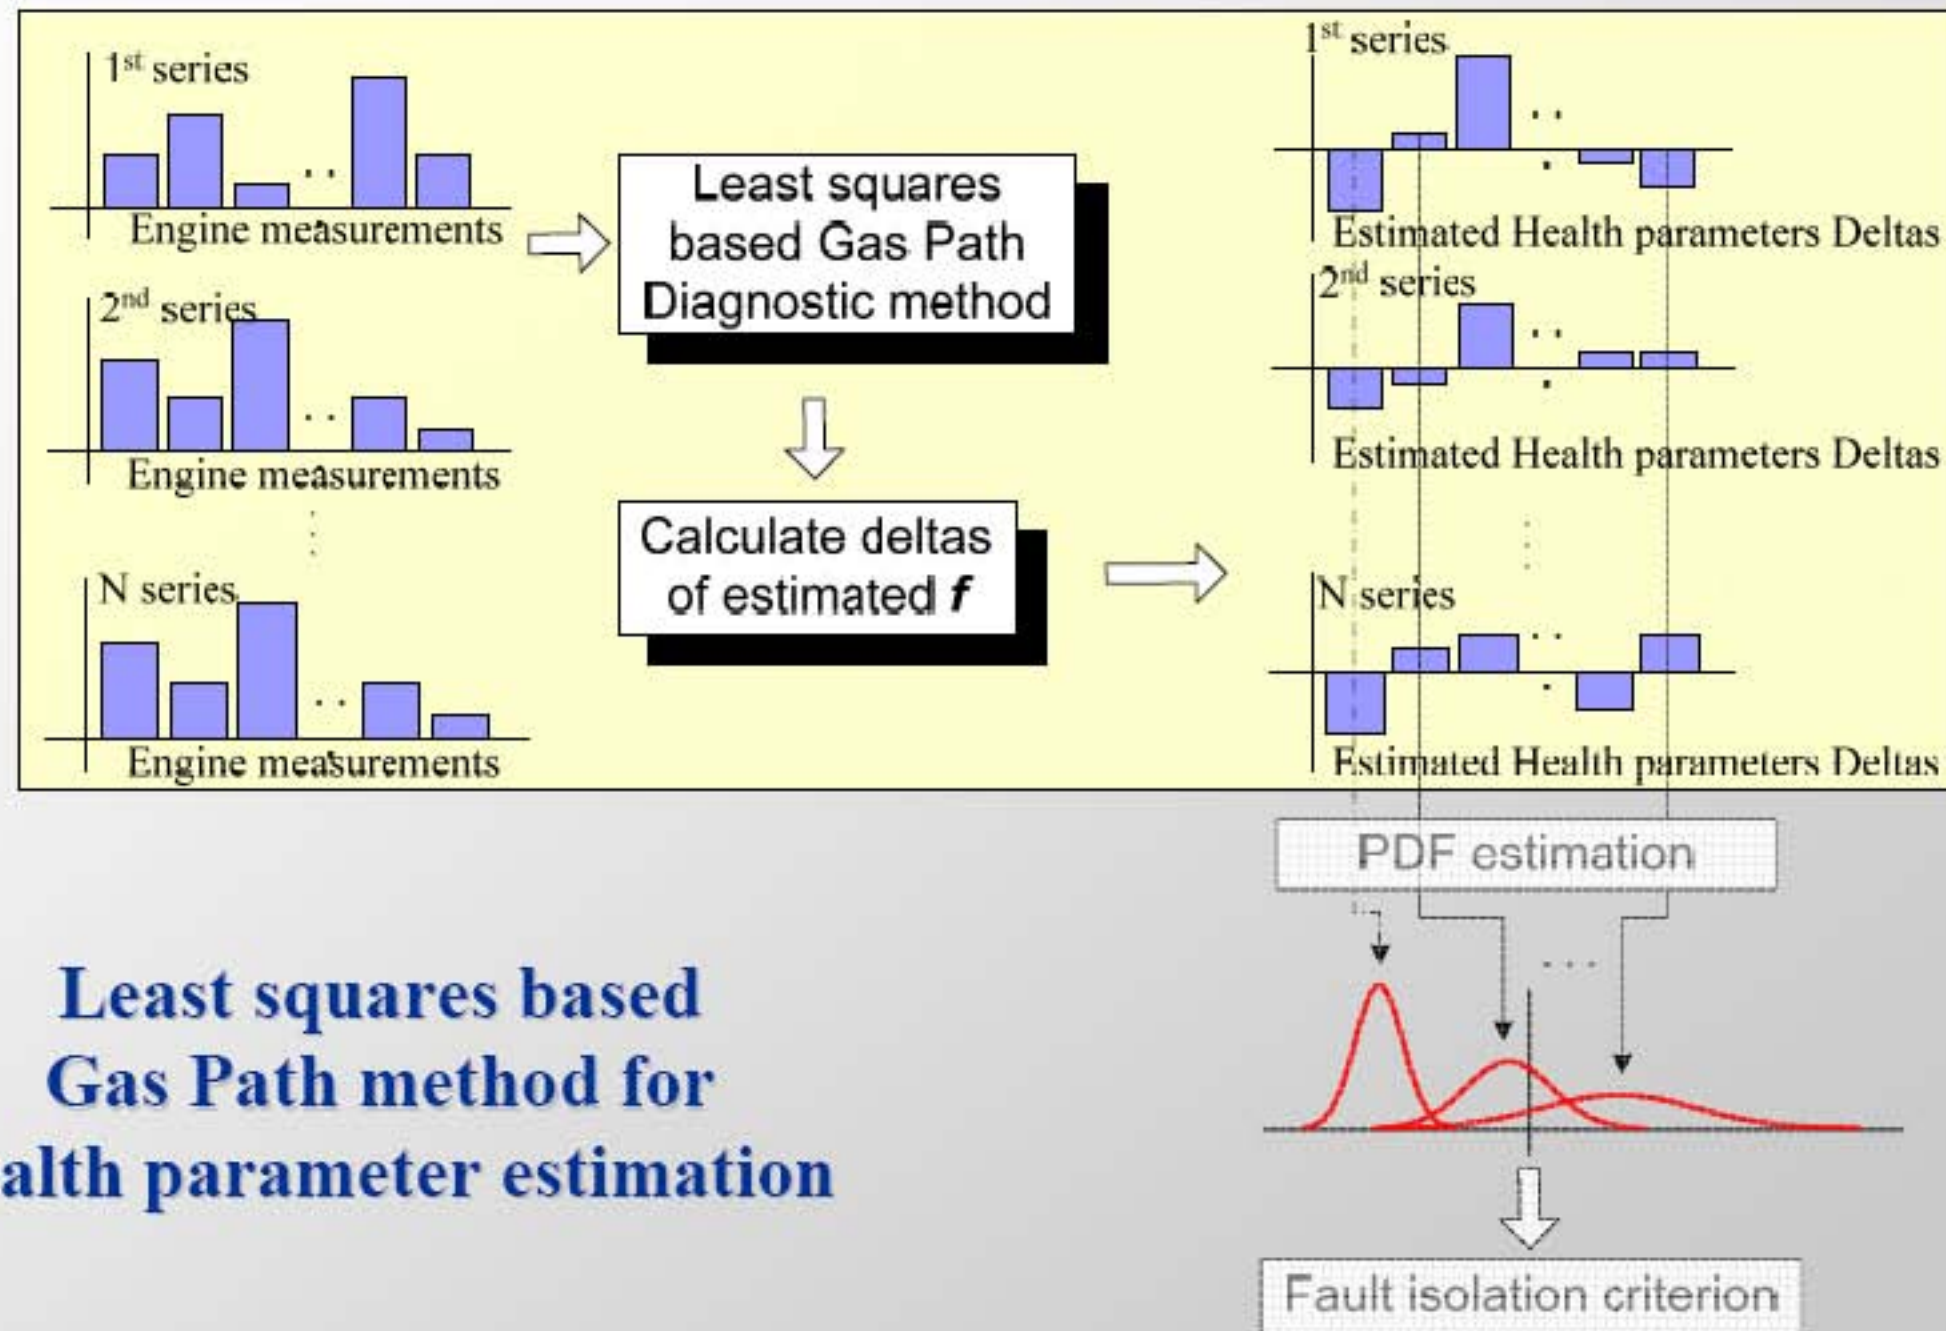 1st series
Engine measurements
2nd series
Engine measurements
N series
Engine measurements
Least squares
based Gas Path
Diagnostic method
Calculate deltas
of estimated f
1st series
Estimated Health parameters Deltas
2nd series
Estimated Health parameters Deltas
N series
Estimated Health parameters Deltas
PDF estimation
Fault isolation criterion
Least squares based
Gas Path method for
alth parameter estimation